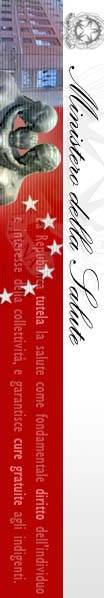 Ministero della Salute
La Repubblica tutela la salute come fondamentale diritto dell'individuo
e interesse della collettività, e garantisce cure gratuite agli indigenti.